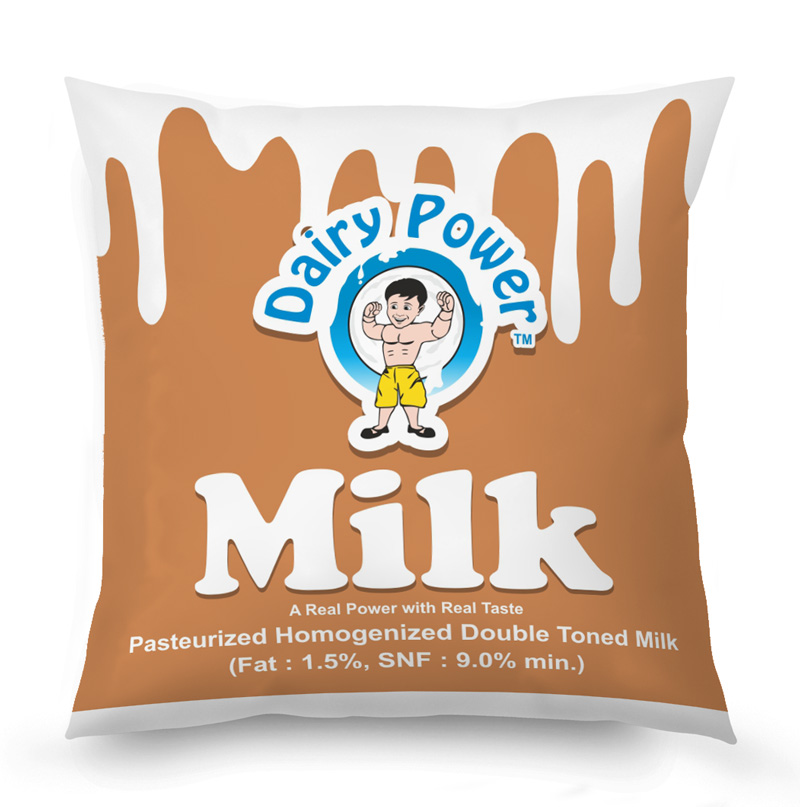 Dairy Power
TM
Milk
A Real Power with Real Taste
Pasteurized Homogenized Double Toned Milk
(Fat : 1.5%, SNF : 9.0% min.)